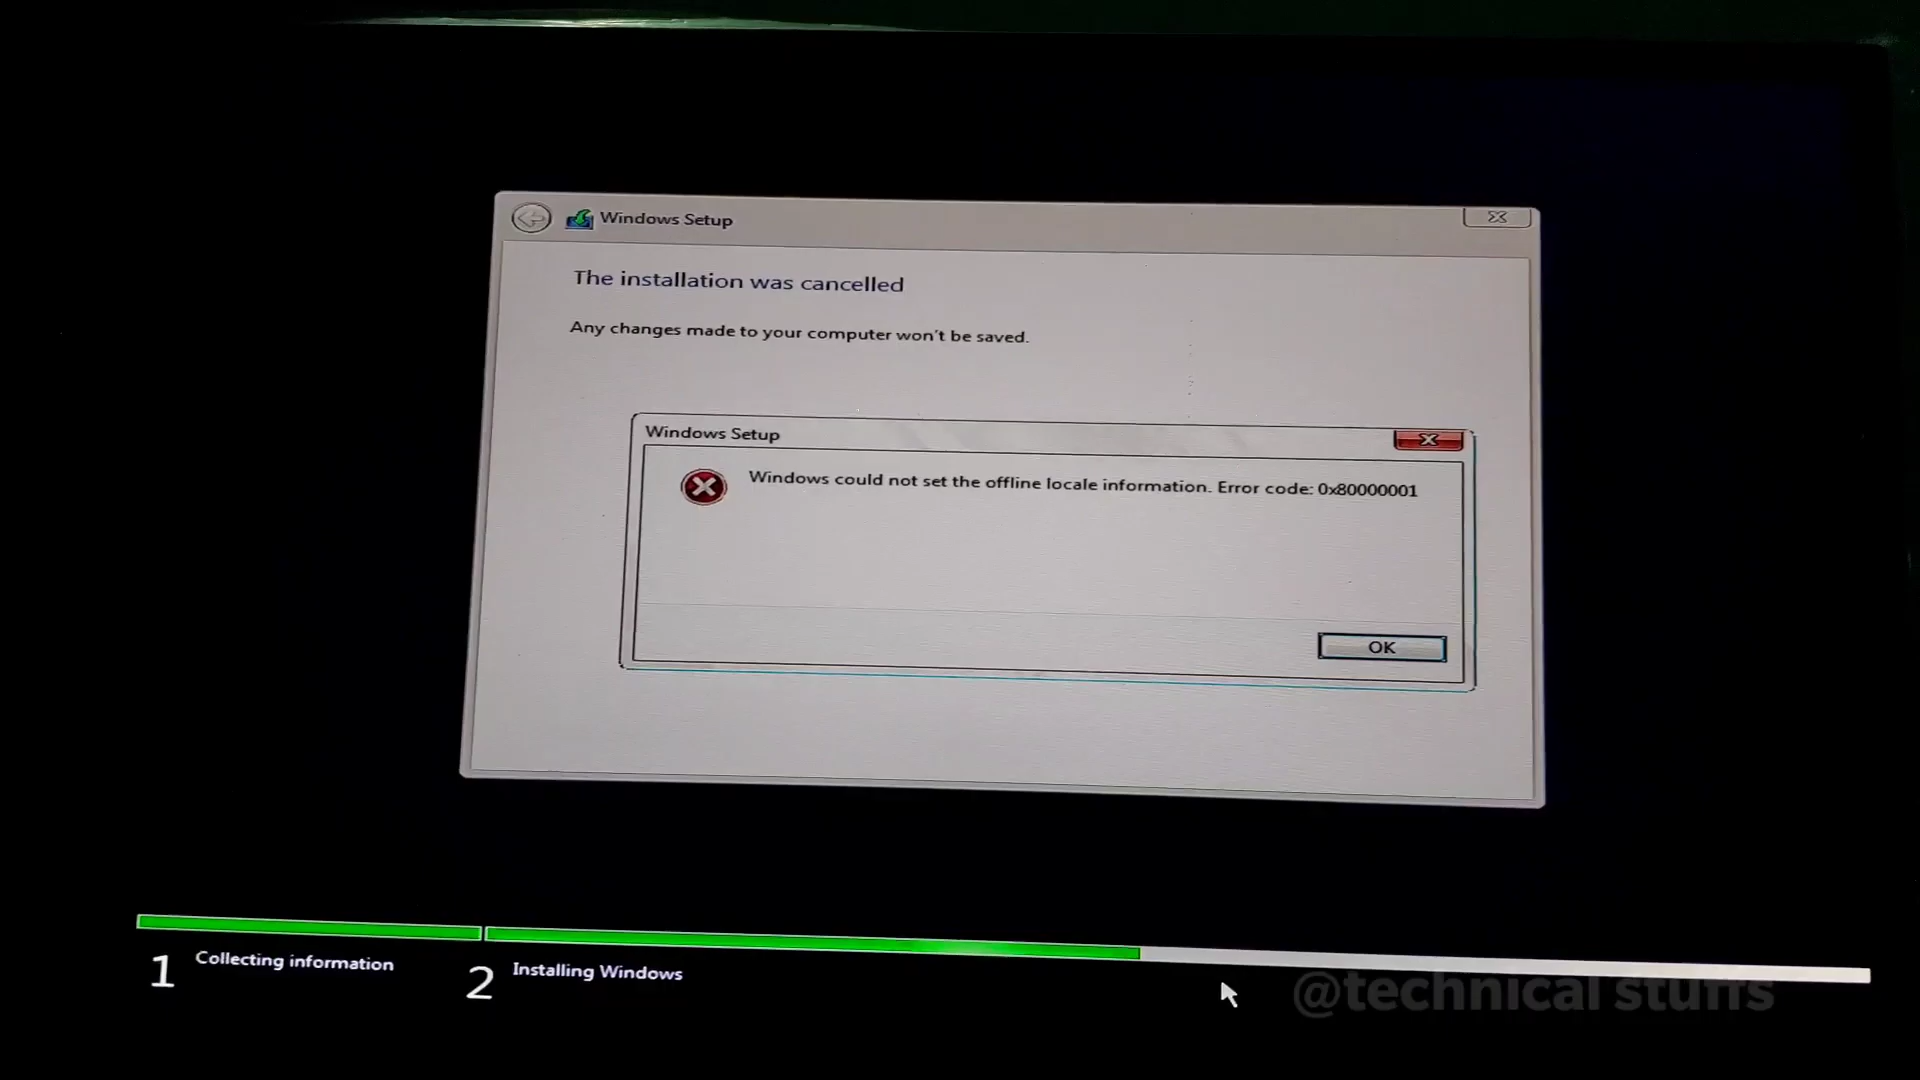 Windows Setup
The installation was cancelled
Any changes made to your computer won't be saved.
Windows Setup
Windows could not set the offline locale information. Error code: 0x80000001
OK
1 Collecting information
2 Installing Windows
@technical stuffs